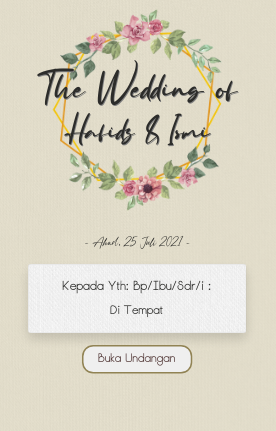 The Wedding of
Hafids & Ismi
- Ahad, 25 Juli 2021 -
Kepada Yth: Bp/Ibu/Sdr/i :
Di Tempat
Buka Undangan